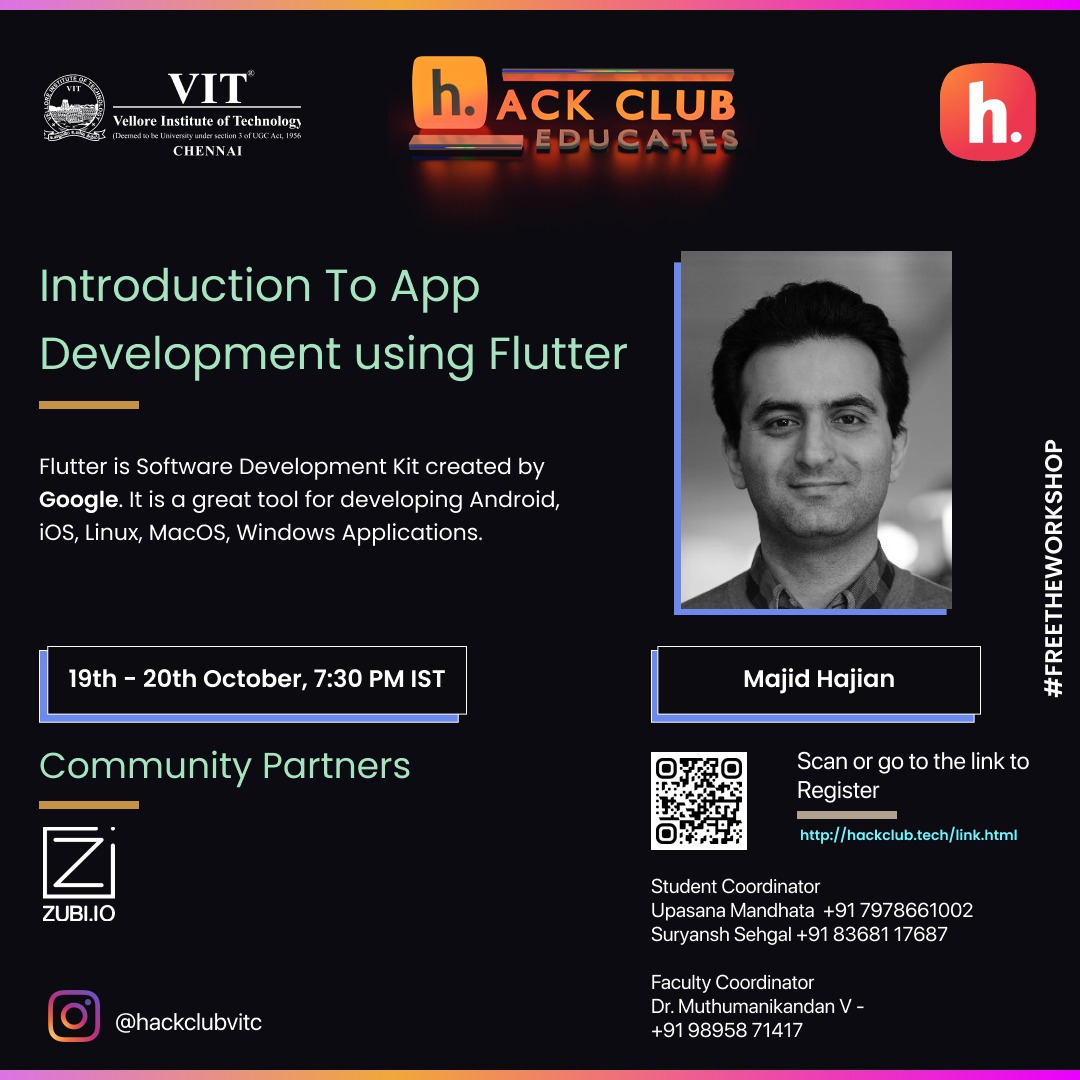 VIT®
Vellore Institute of Technology
(Deemed to be University under section 3 of UGC Act, 1956
CHENNAI
VIT
h.ACK CLUB
EDUCATES
h.
Introduction To App
Development using Flutter
Flutter is Software Development Kit created by
Google. It is a great tool for developing Android,
iOS, Linux, MacOS, Windows Applications.
#FREETHEWORKSHOP
19th - 20th October, 7:30 PM IST
Majid Hajian
Community Partners
Z
ZUBI.IO
Scan or go to the link to
Register
http://hackclub.tech/link.html
Student Coordinator
Upasana Mandhata +91 7978661002
Suryansh Sehgal +91 83681 17687
Faculty Coordinator
Dr. Muthumanikandan V -
+91 98958 71417
@hackclubvitc